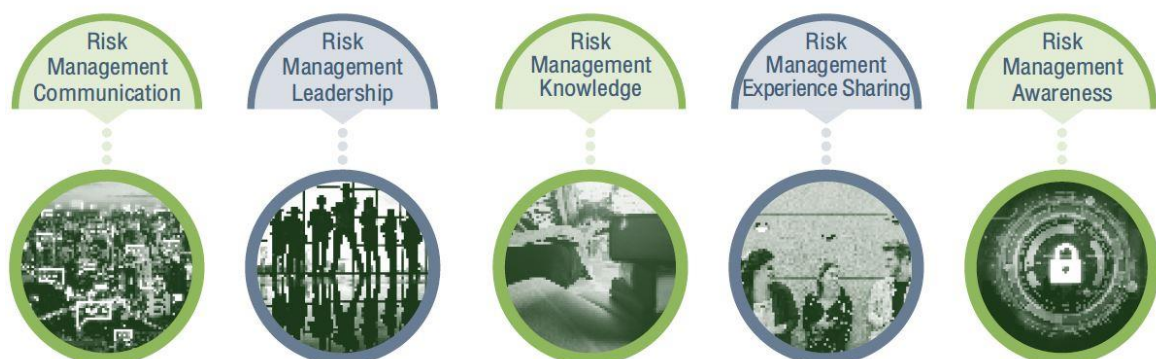 Risk
Management
Communication
Risk
Management
Leadership
Risk
Management
Knowledge
Risk
Management
Experience Sharing
Risk
Management
Awareness